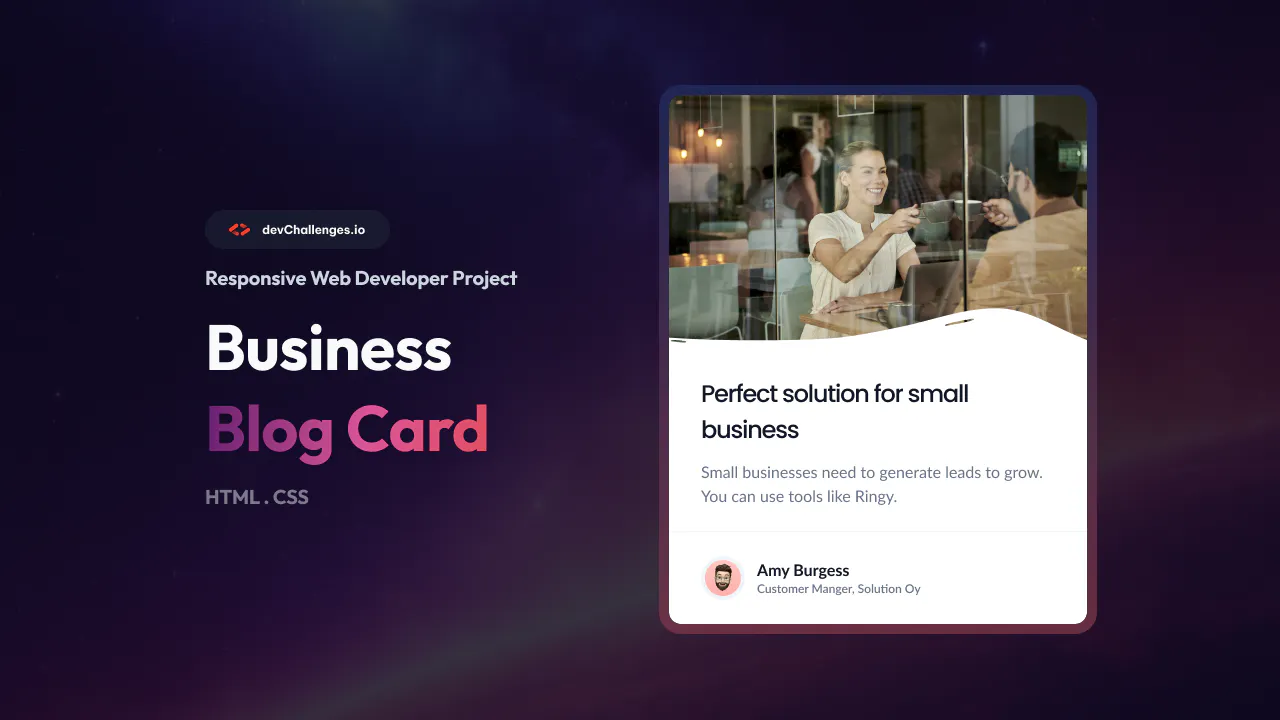 devChallenges.io
Responsive Web Developer Project
Business
Blog Card
HTML . CSS
Perfect solution for small
business
Small businesses need to generate leads to grow.
You can use tools like Ringy.
Amy Burgess
Customer Manger, Solution Oy